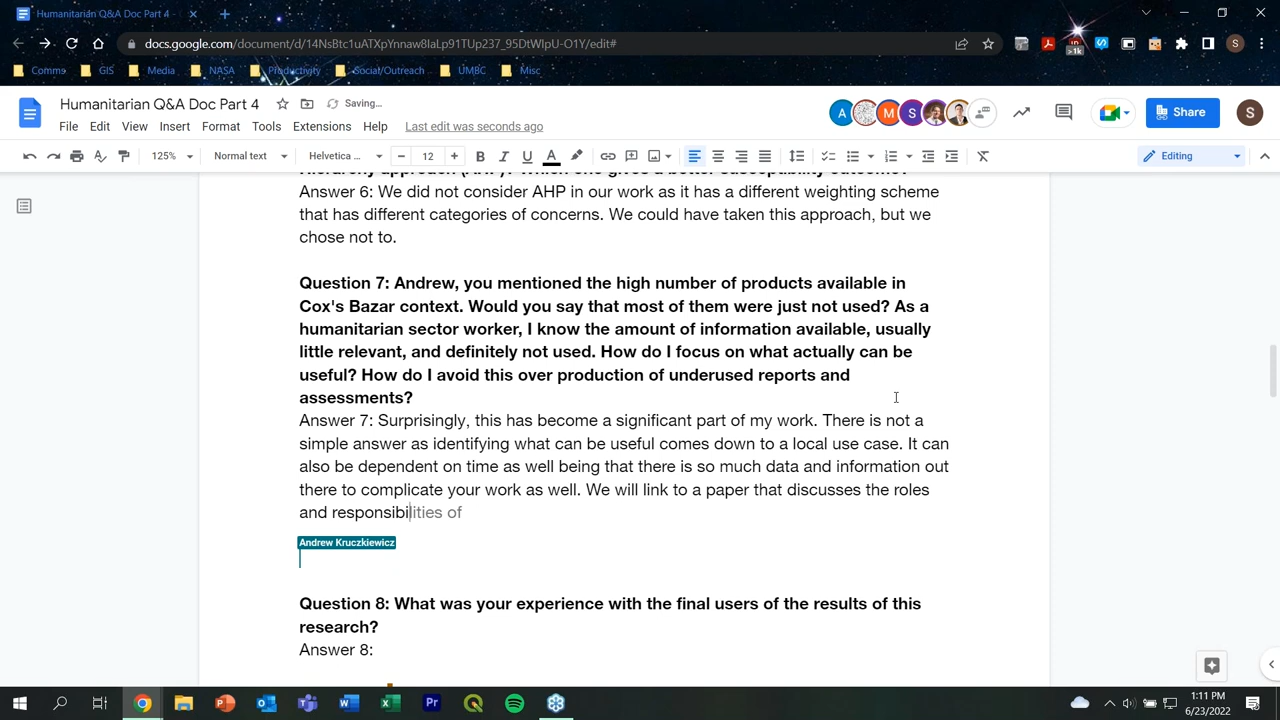 Humanitarian Q&A Doc Part 4 -
docs.google.com/document/d/14NsBtc1uATXpYnnaw8IaLp91TUp237_95DtWIpU-O1Y/edit#
>1k
S
Comms
GIS
Media
NASA
Productivity
Social/Outreach
UMBC
Misc
Humanitarian Q&A Doc Part 4
Saving...
A
M
S
Share
S
File Edit View Insert Format Tools Extensions Help Last edit was seconds ago
125% Normal text Helvetica ... 12 B I U A Editing
Hierarchy approach (AHP)? Which one gives a better susceptibility outcome?
Answer 6: We did not consider AHP in our work as it has a different weighting scheme
that has different categories of concerns. We could have taken this approach, but we
chose not to.
Question 7: Andrew, you mentioned the high number of products available in
Cox's Bazar context. Would you say that most of them were just not used? As a
humanitarian sector worker, I know the amount of information available, usually
little relevant, and definitely not used. How do I focus on what actually can be
useful? How do I avoid this over production of underused reports and
assessments?
Answer 7: Surprisingly, this has become a significant part of my work. There is not a
simple answer as identifying what can be useful comes down to a local use case. It can
also be dependent on time as well being that there is so much data and information out
there to complicate your work as well. We will link to a paper that discusses the roles
and responsibilities of
Andrew Kruczkiewicz
Question 8: What was your experience with the final users of the results of this
research?
Answer 8:
1:11 PM
6/23/2022